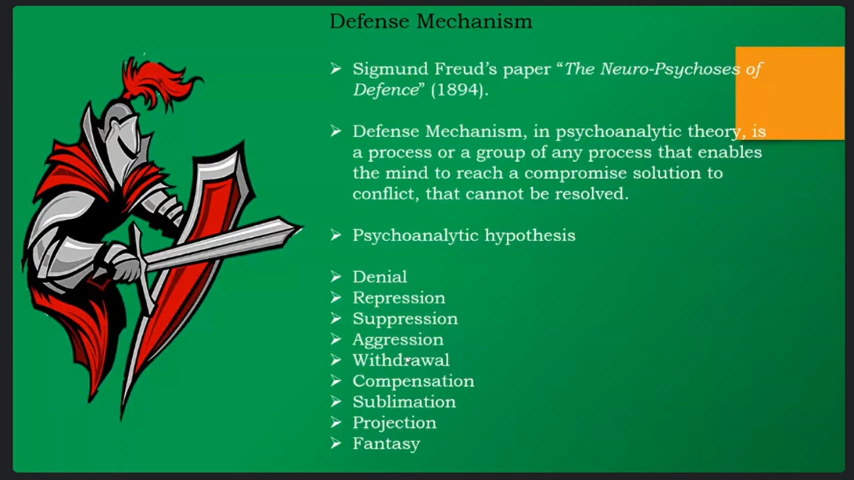 Defense Mechanism
➢ Sigmund Freud's paper “The Neuro-Psychoses of
Defence” (1894).
➢ Defense Mechanism, in psychoanalytic theory, is
a process or a group of any process that enables
the mind to reach a compromise solution to
conflict, that cannot be resolved.
➢ Psychoanalytic hypothesis
➢ Denial
➢ Repression
➢ Suppression
➢ Aggression
➢ Withdrawal
➢ Compensation
➢ Sublimation
➢ Projection
➢ Fantasy